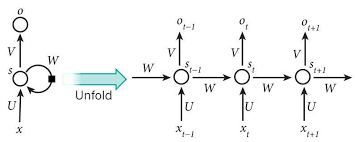 o
V
W
s
U
x
Unfold
o_{t-1} o_t o_{t+1}
V V V
s_{t-1} s_t s_{t+1}
W W W W
U U U
x_{t-1} x_t x_{t+1}